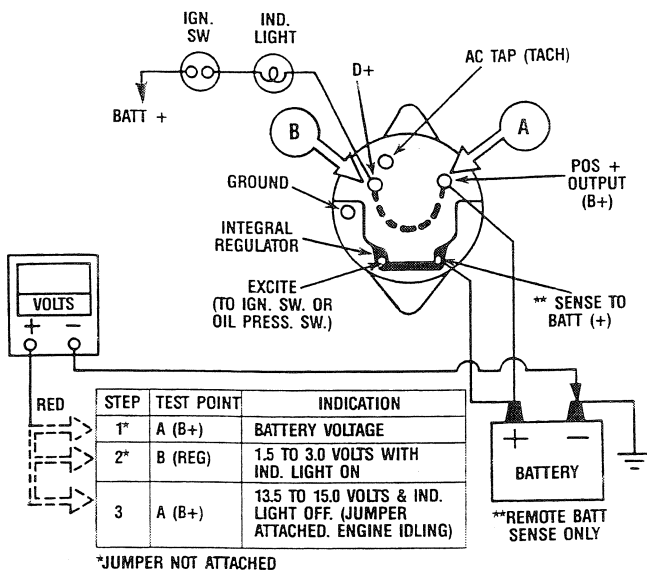 IGN.
SW
IND.
LIGHT
BATT +
D+
AC TAP (TACH)
B
A
POS +
OUTPUT
(B+)
GROUND
INTEGRAL
REGULATOR
EXCITE
(TO IGN. SW. OR
OIL PRESS. SW.)
** SENSE TO
BATT (+)
VOLTS
+ −
RED
STEP TEST POINT INDICATION
1* A (B+) BATTERY VOLTAGE
2* B (REG) 1.5 TO 3.0 VOLTS WITH
IND. LIGHT ON
3 A (B+) 13.5 TO 15.0 VOLTS & IND.
LIGHT OFF. (JUMPER
ATTACHED. ENGINE IDLING)
*JUMPER NOT ATTACHED
+ −
BATTERY
**REMOTE BATT
SENSE ONLY